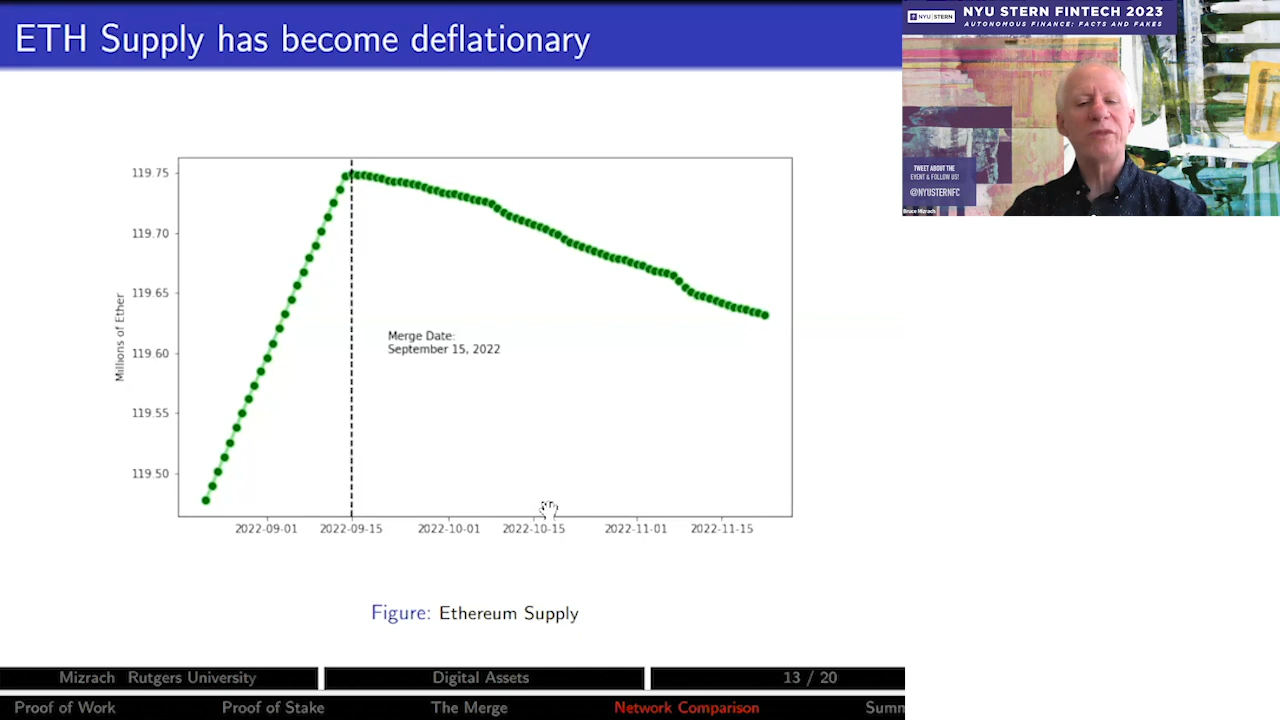 ETH Supply has become deflationary
119.75
119.70
119.65
119.60
119.55
119.50
Millions of Ether
Merge Date:
September 15, 2022
2022-09-01 2022-09-15 2022-10-01 2022-10-15 2022-11-01 2022-11-15
Figure: Ethereum Supply
Mizrach Rutgers University Digital Assets 13 / 20
Proof of Work Proof of Stake The Merge Network Comparison Summ
NYU STERN
NYU STERN FINTECH 2023
AUTONOMOUS FINANCE: FACTS AND FAKES
TWEET ABOUT THE
EVENT & FOLLOW US!
@NYUSTERNFC
Bruce Mizrach